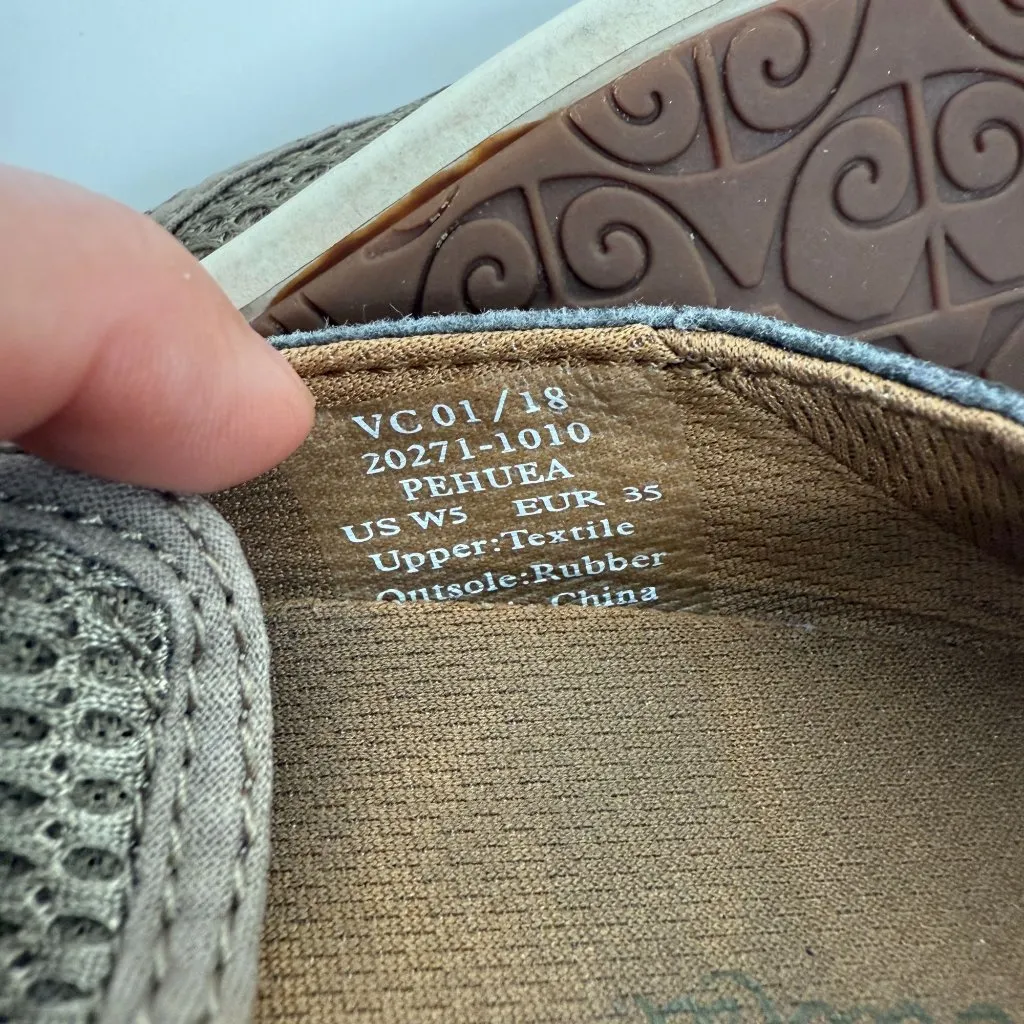 VC 01/18
20271-1010
PEHUEA
US W5 EUR 35
Upper:Textile
Outsole:Rubber
China